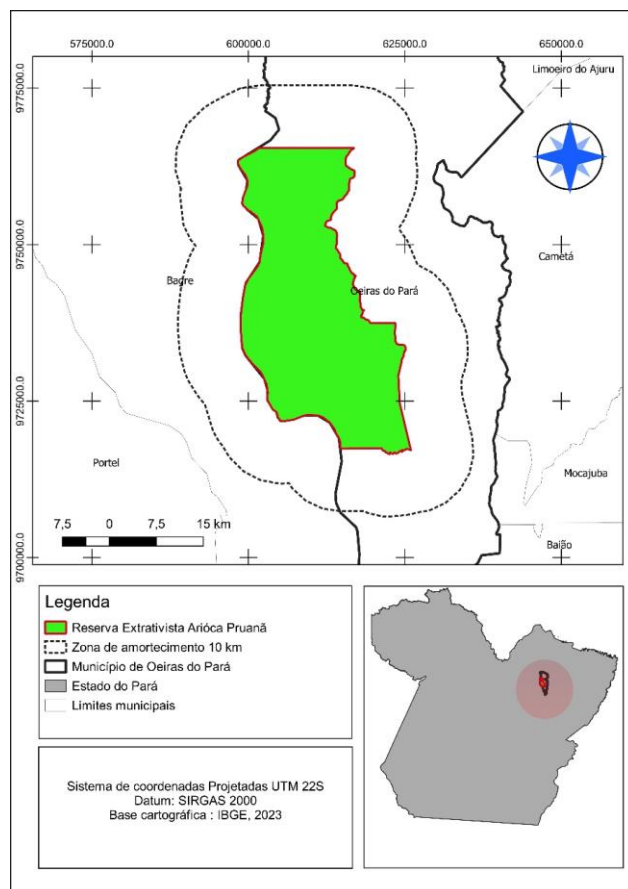 575000.0 600000.0 625000.0 650000.0
9775000.0
9750000.0
9725000.0
9700000.0
Limoeiro do Ajuru
Cametá
Bagre
Oeiras do Pará
Portel
Mocajuba
Baião
7,5 0 7,5 15 km
Legenda
Reserva Extrativista Arióca Pruanã
Zona de amortecimento 10 km
Município de Oeiras do Pará
Estado do Pará
Limites municipais
Sistema de coordenadas Projetadas UTM 22S
Datum: SIRGAS 2000
Base cartográfica : IBGE, 2023